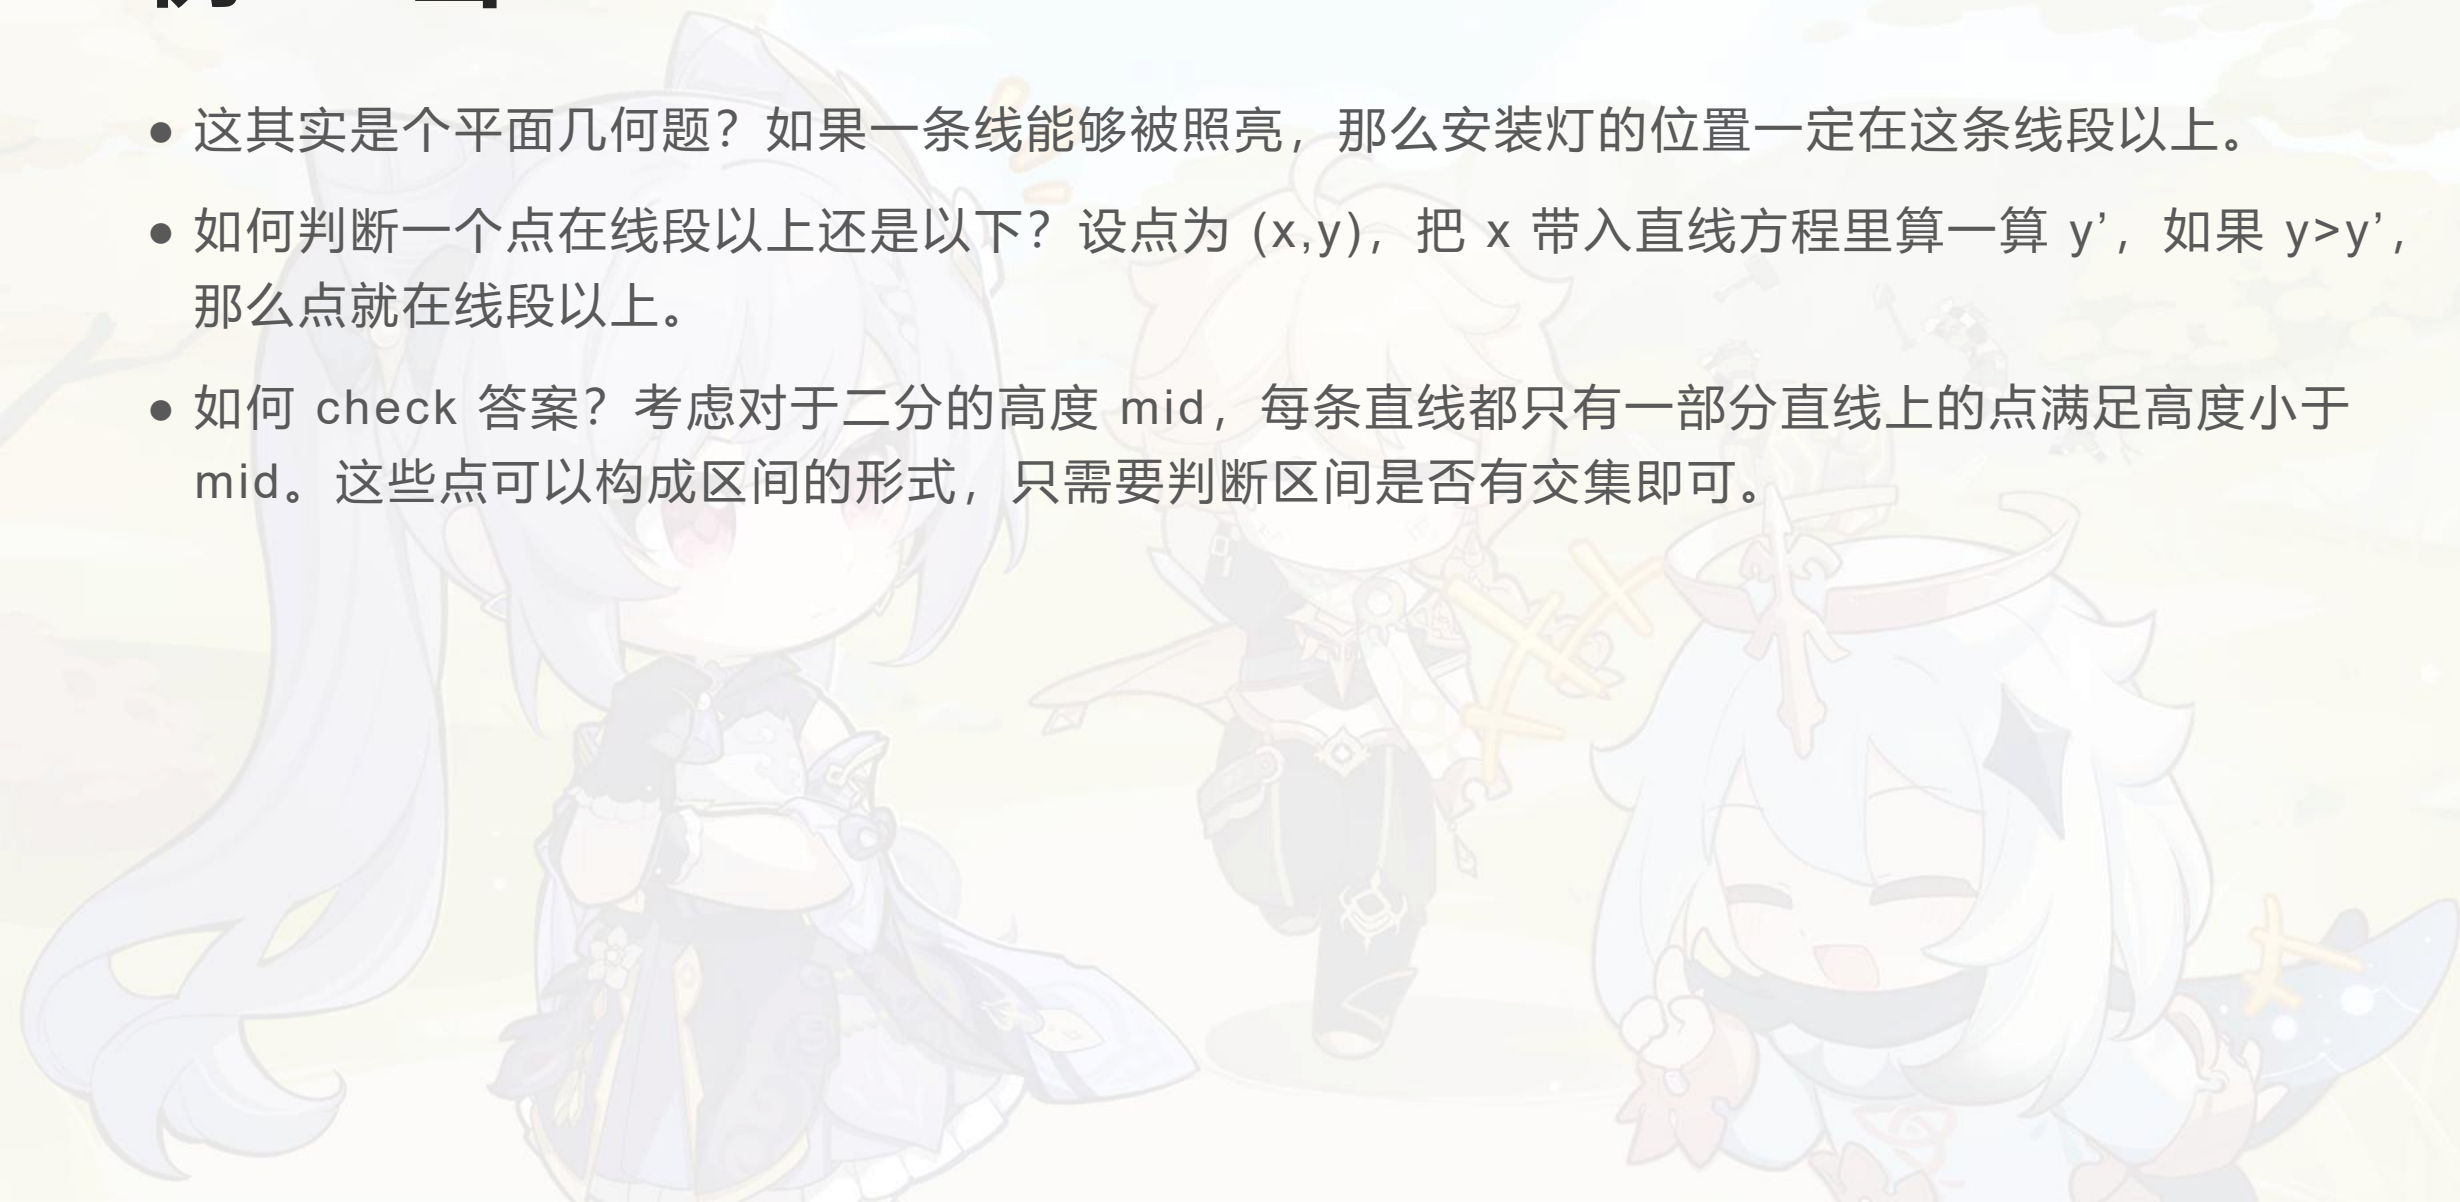 ● 这其实是个平面几何题？如果一条线能够被照亮，那么安装灯的位置一定在这条线段以上。
● 如何判断一个点在线段以上还是以下？设点为 (x,y)，把 x 带入直线方程里算一算 y’，如果 y>y’，
那么点就在线段以上。
● 如何 check 答案？考虑对于二分的高度 mid，每条直线都只有一部分直线上的点满足高度小于
mid。这些点可以构成区间的形式，只需要判断区间是否有交集即可。